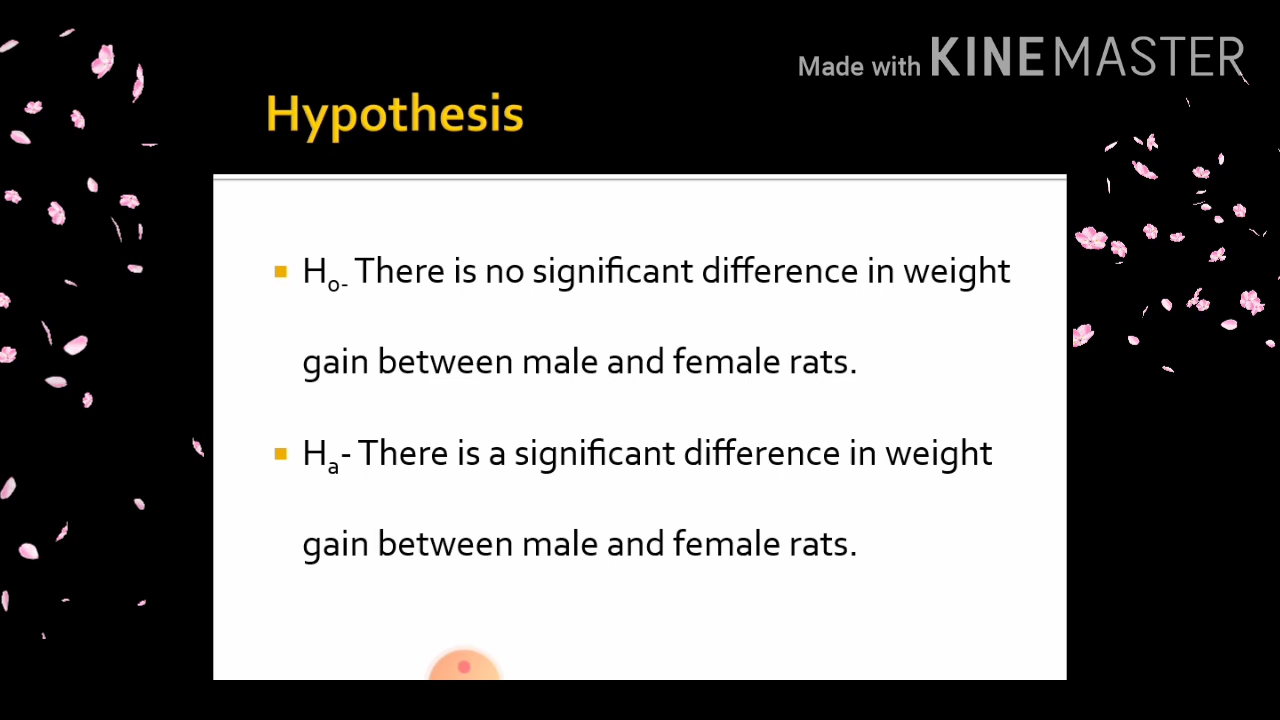 Made with KINEMASTER
Hypothesis
Ho- There is no significant difference in weight
gain between male and female rats.
Ha- There is a significant difference in weight
gain between male and female rats.